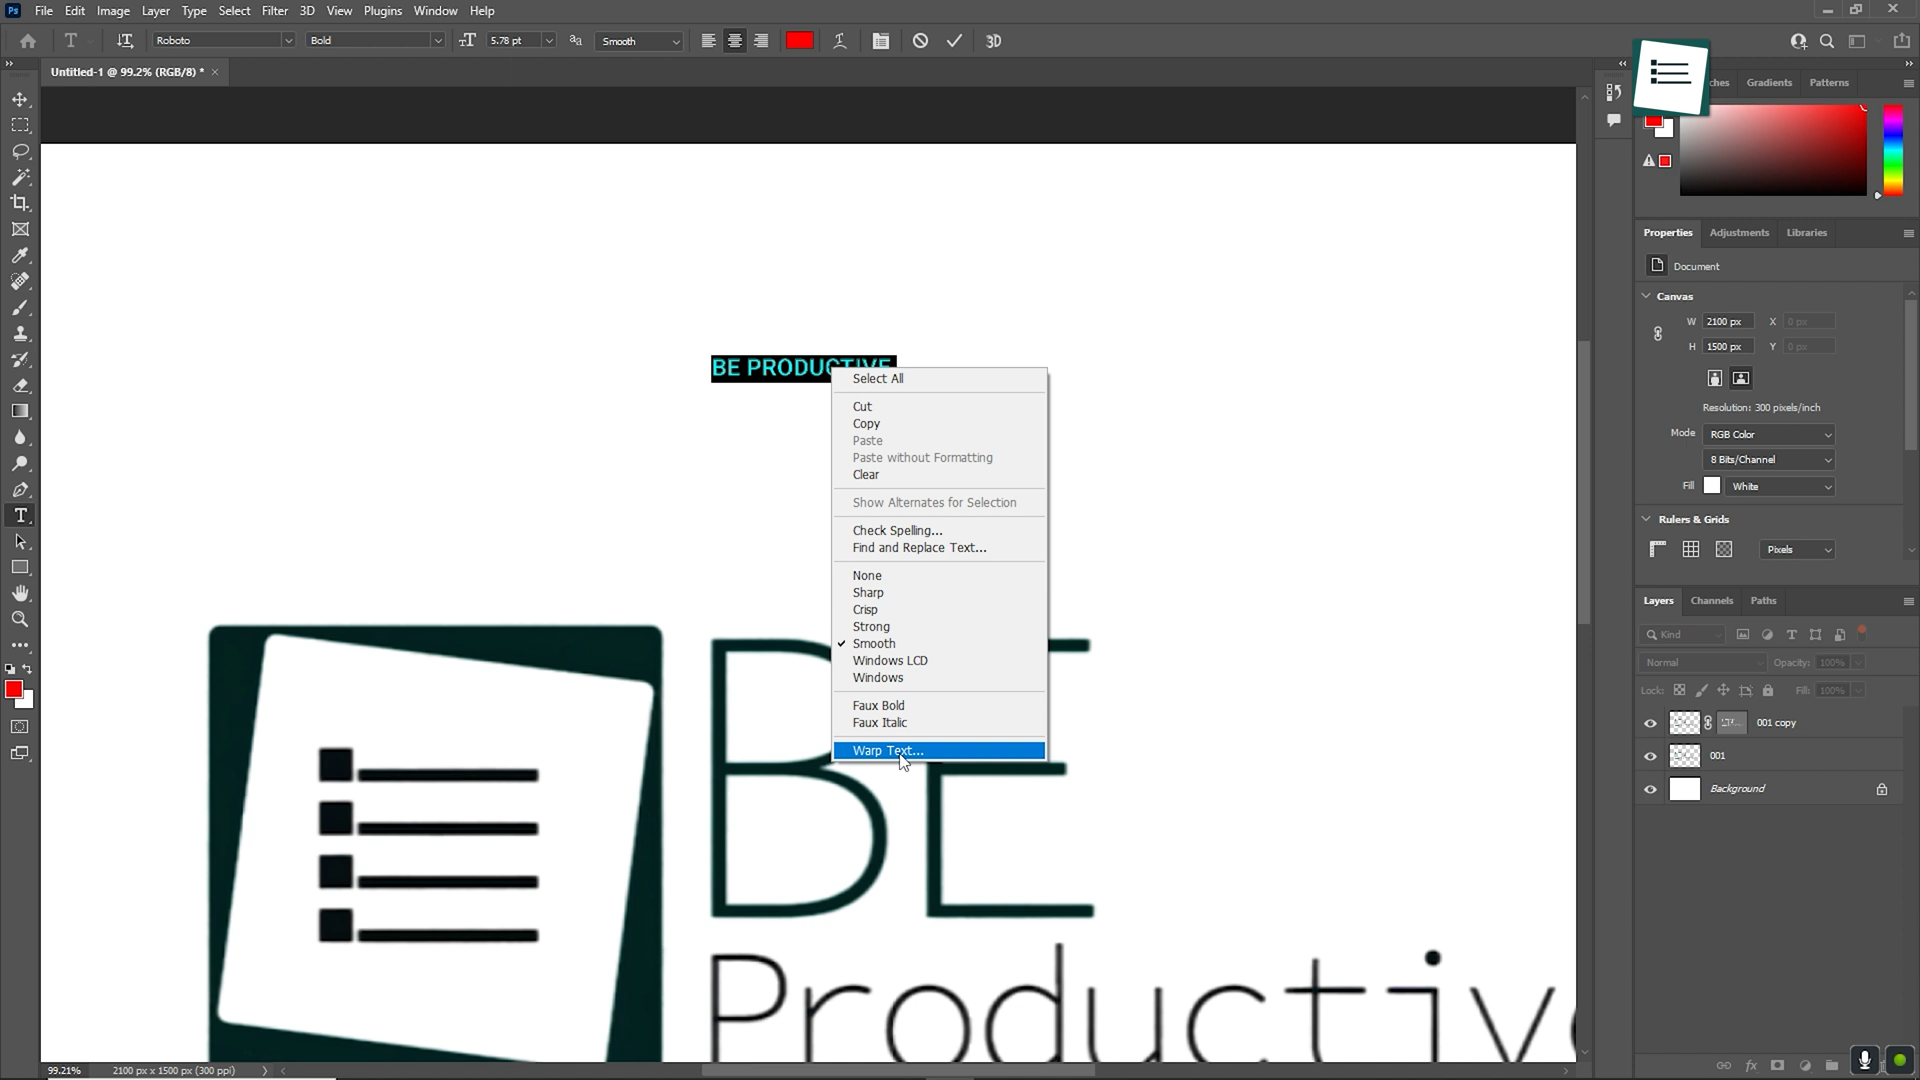 Ps File Edit Image Layer Type Select Filter 3D View Plugins Window Help
T Roboto Bold 5.78 pt Smooth 3D
Untitled-1 @ 99.2% (RGB/8) * ×
ches Gradients Patterns
Properties Adjustments Libraries
Document
Canvas
W 2100 px X 0 px
H 1500 px Y 0 px
Resolution: 300 pixels/inch
Mode RGB Color
8 Bits/Channel
Fill White
Rulers & Grids
Pixels
Layers Channels Paths
Kind
Normal Opacity: 100%
Lock: Fill: 100%
001 copy
001
Background
BE PRODUCTIVE
Select All
Cut
Copy
Paste
Paste without Formatting
Clear
Show Alternates for Selection
Check Spelling...
Find and Replace Text...
None
Sharp
Crisp
Strong
Smooth
Windows LCD
Windows
Faux Bold
Faux Italic
Warp Text...
BE
Productive
99.21% 2100 px x 1500 px (300 ppi)
fx